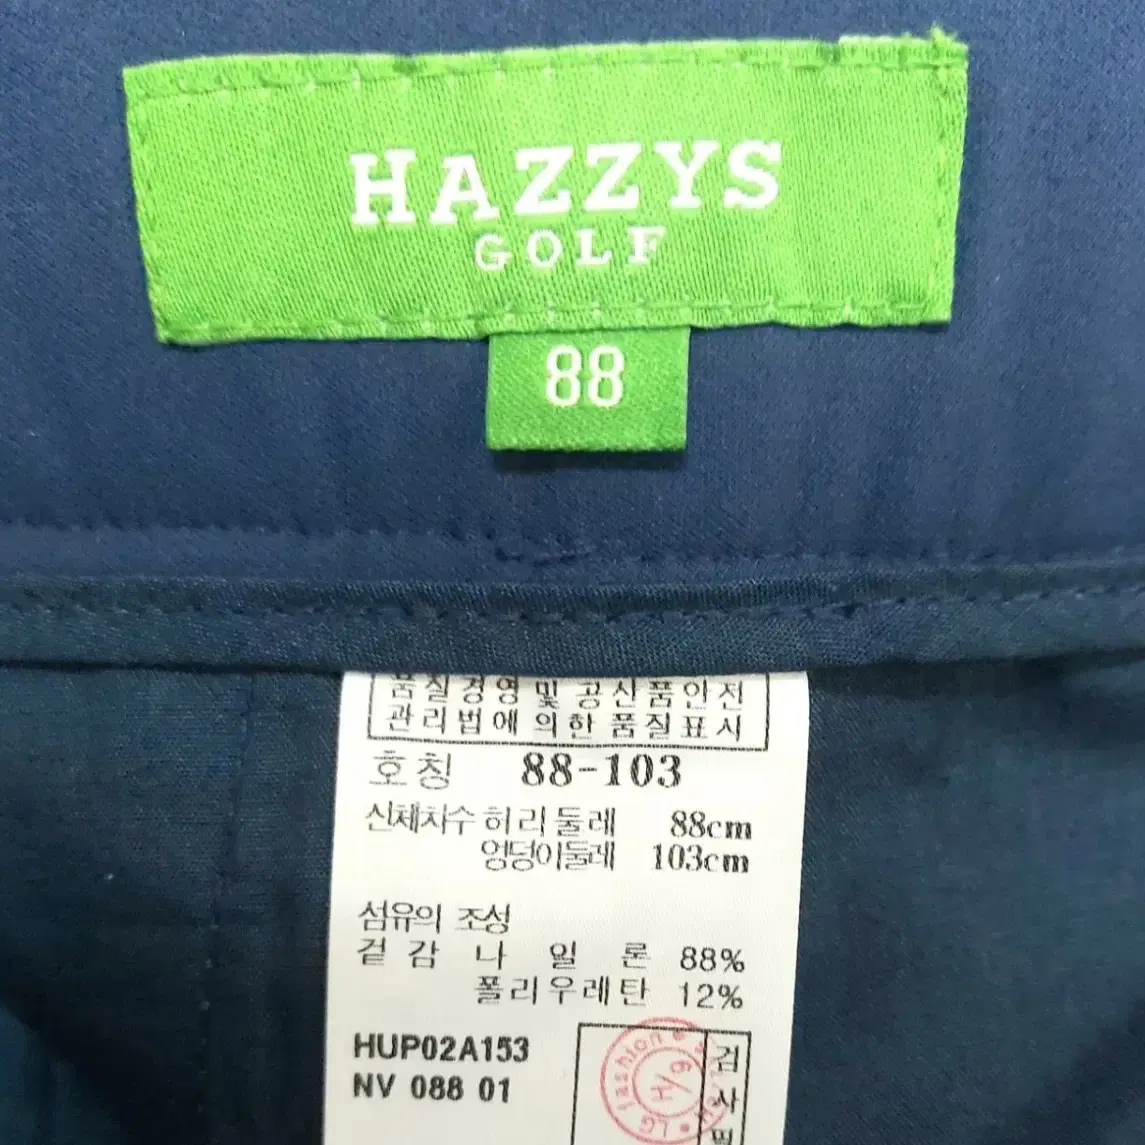 HAZZYS
GOLF
88
품질경영 및 공산품안전
관리법에 의한 품질표시
호칭 88-103
신체치수 허리둘레 88cm
엉덩이둘레 103cm
섬유의 조성
겉감 나일론 88%
폴리우레탄 12%
HUP02A153
NV 088 01
LG fashion
검
사